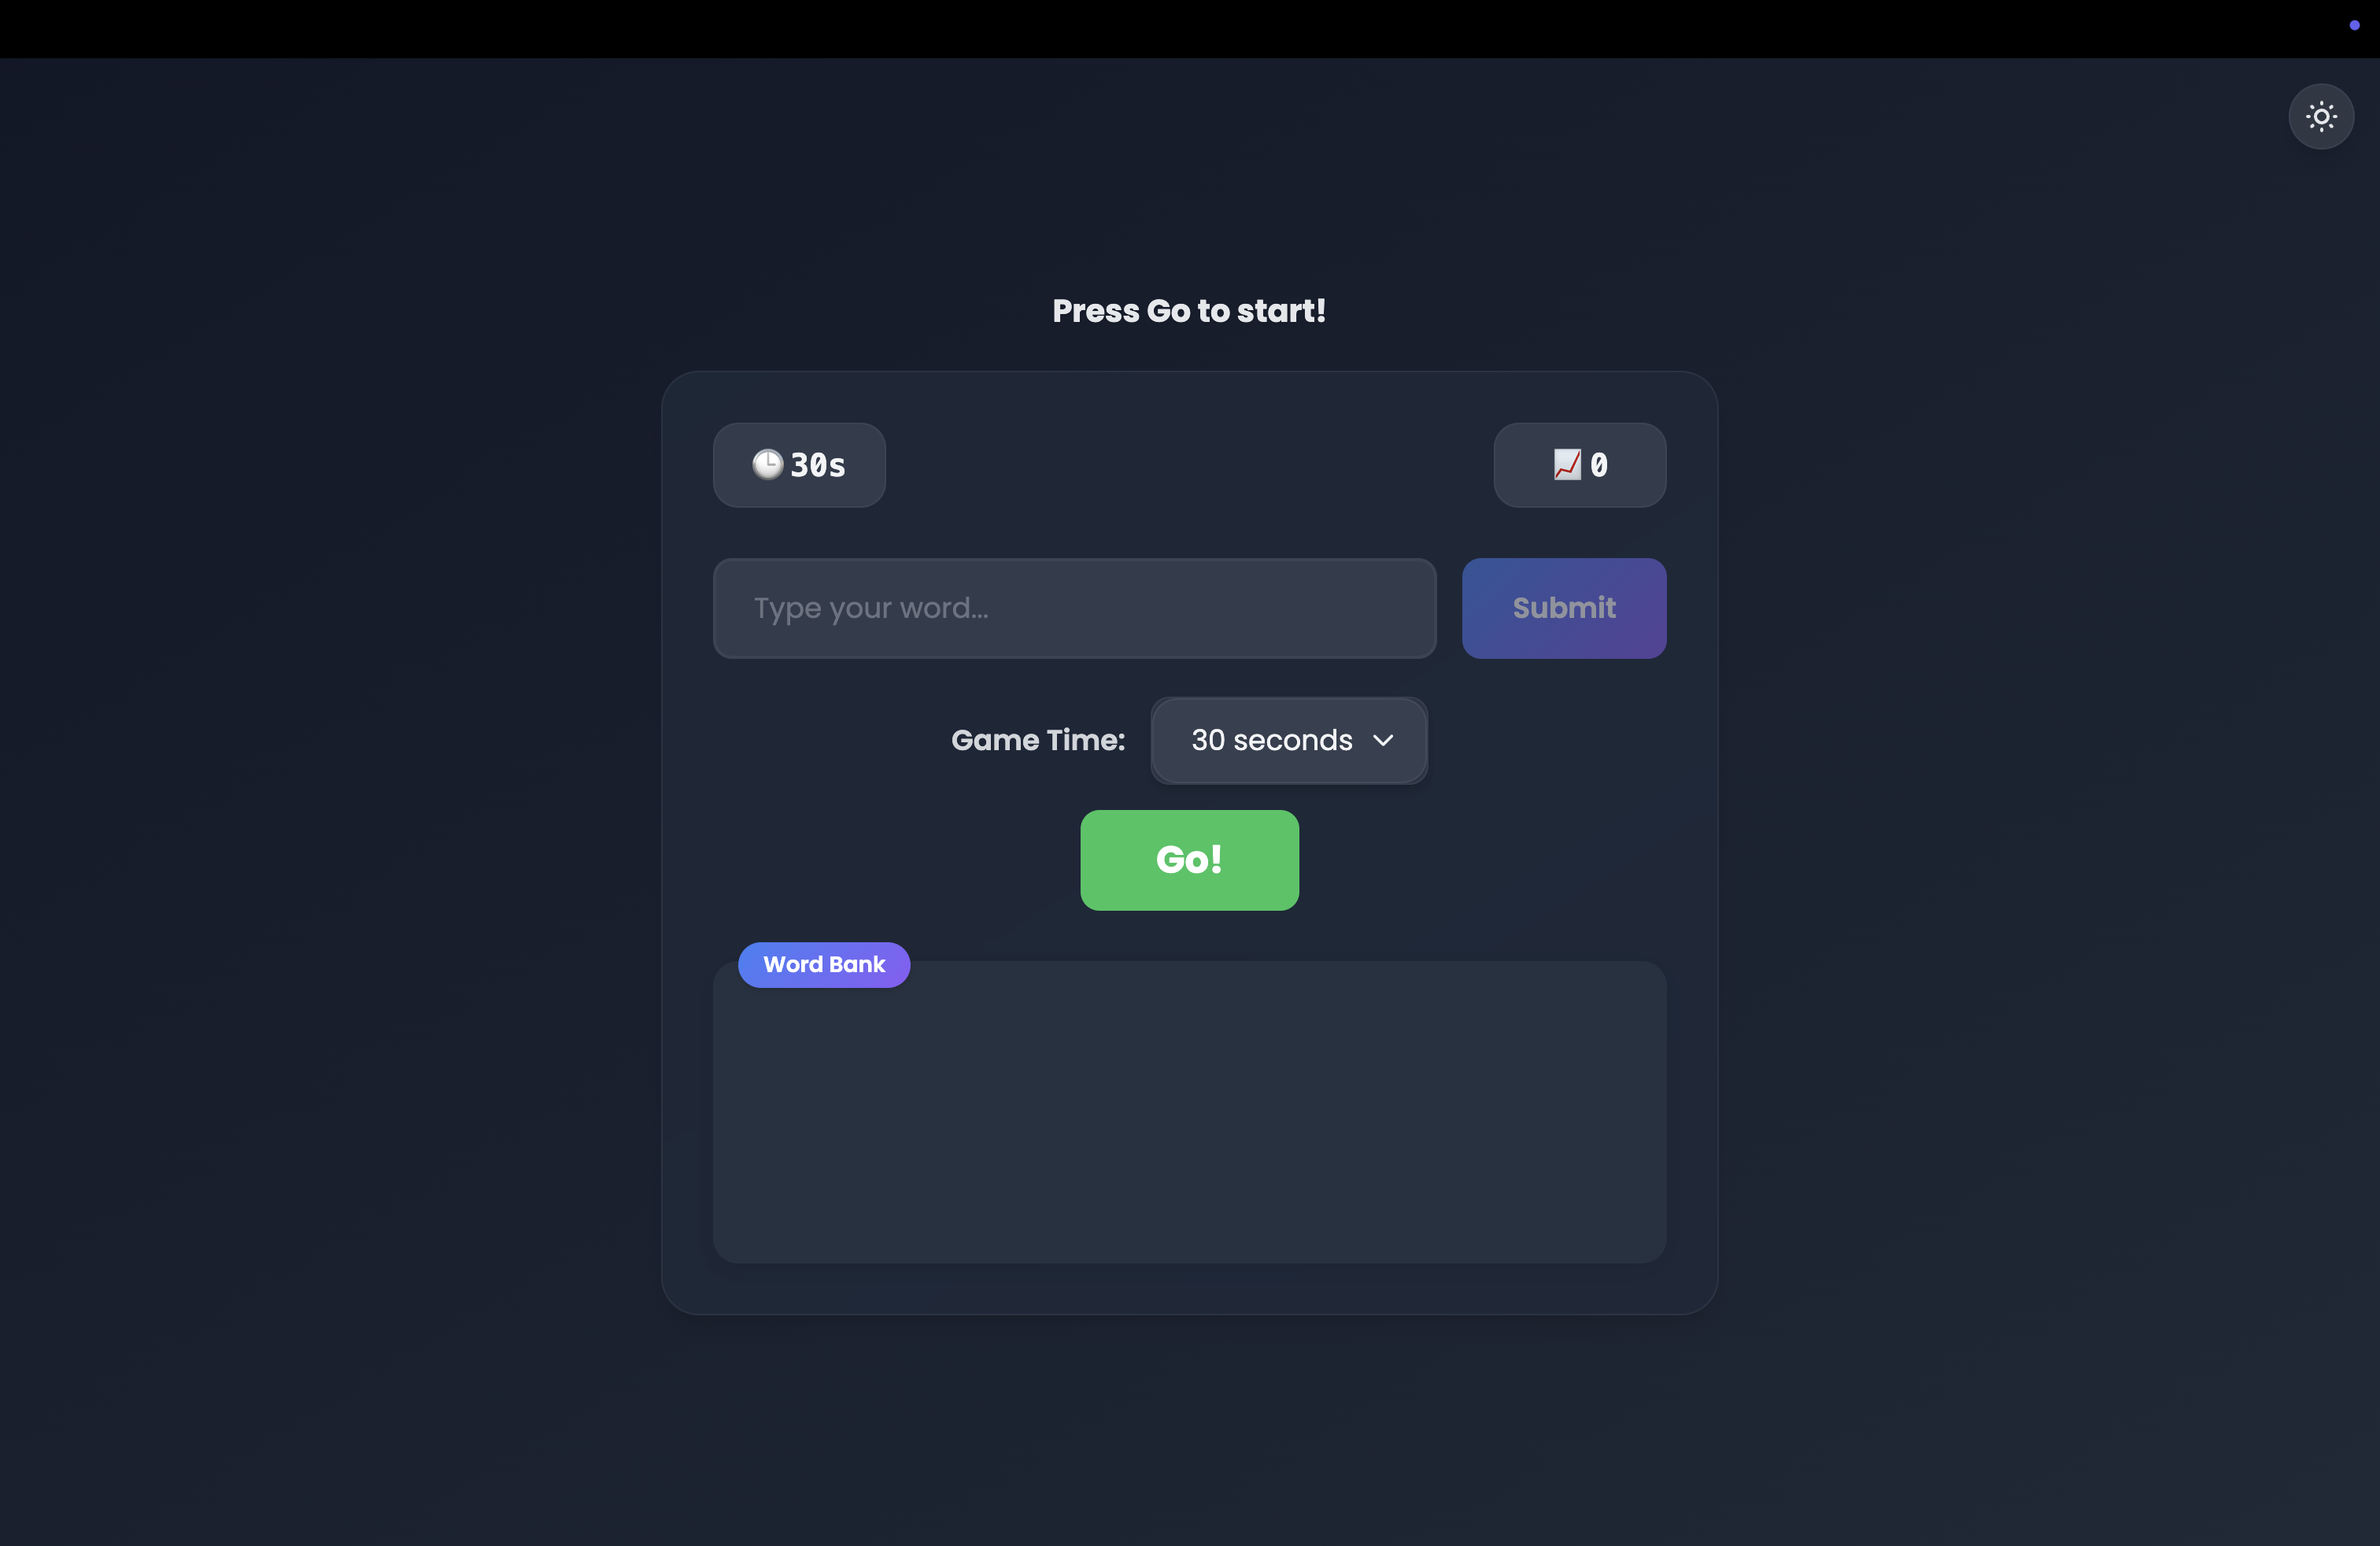 Press Go to start!
30s
0
Type your word...
Submit
Game Time:
30 seconds
Go!
Word Bank